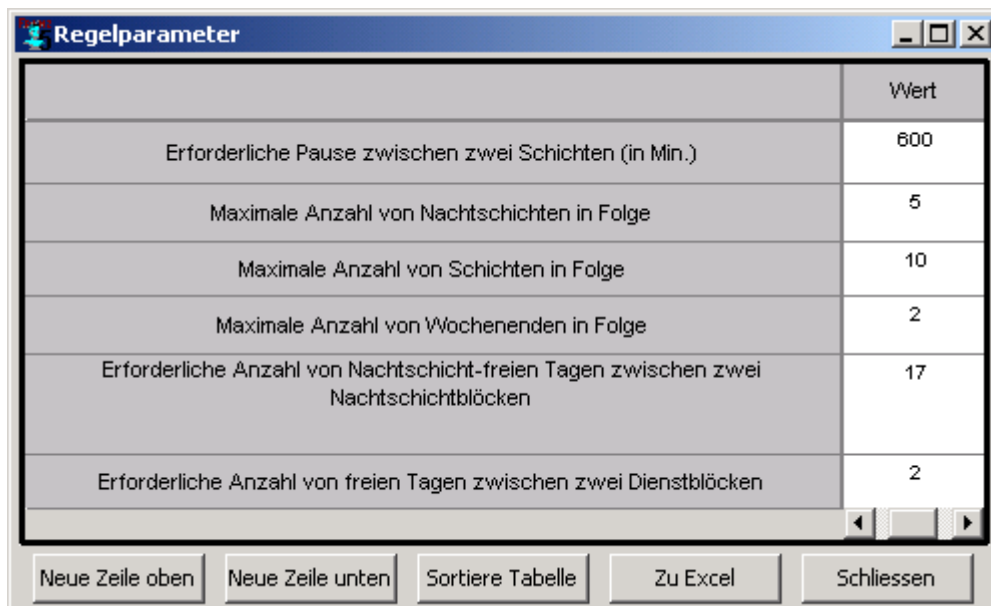 Regelparameter
Wert
Erforderliche Pause zwischen zwei Schichten (in Min.)
600
Maximale Anzahl von Nachtschichten in Folge
5
Maximale Anzahl von Schichten in Folge
10
Maximale Anzahl von Wochenenden in Folge
2
Erforderliche Anzahl von Nachtschicht-freien Tagen zwischen zwei
Nachtschichtblöcken
17
Erforderliche Anzahl von freien Tagen zwischen zwei Dienstblöcken
2
Neue Zeile oben
Neue Zeile unten
Sortiere Tabelle
Zu Excel
Schliessen